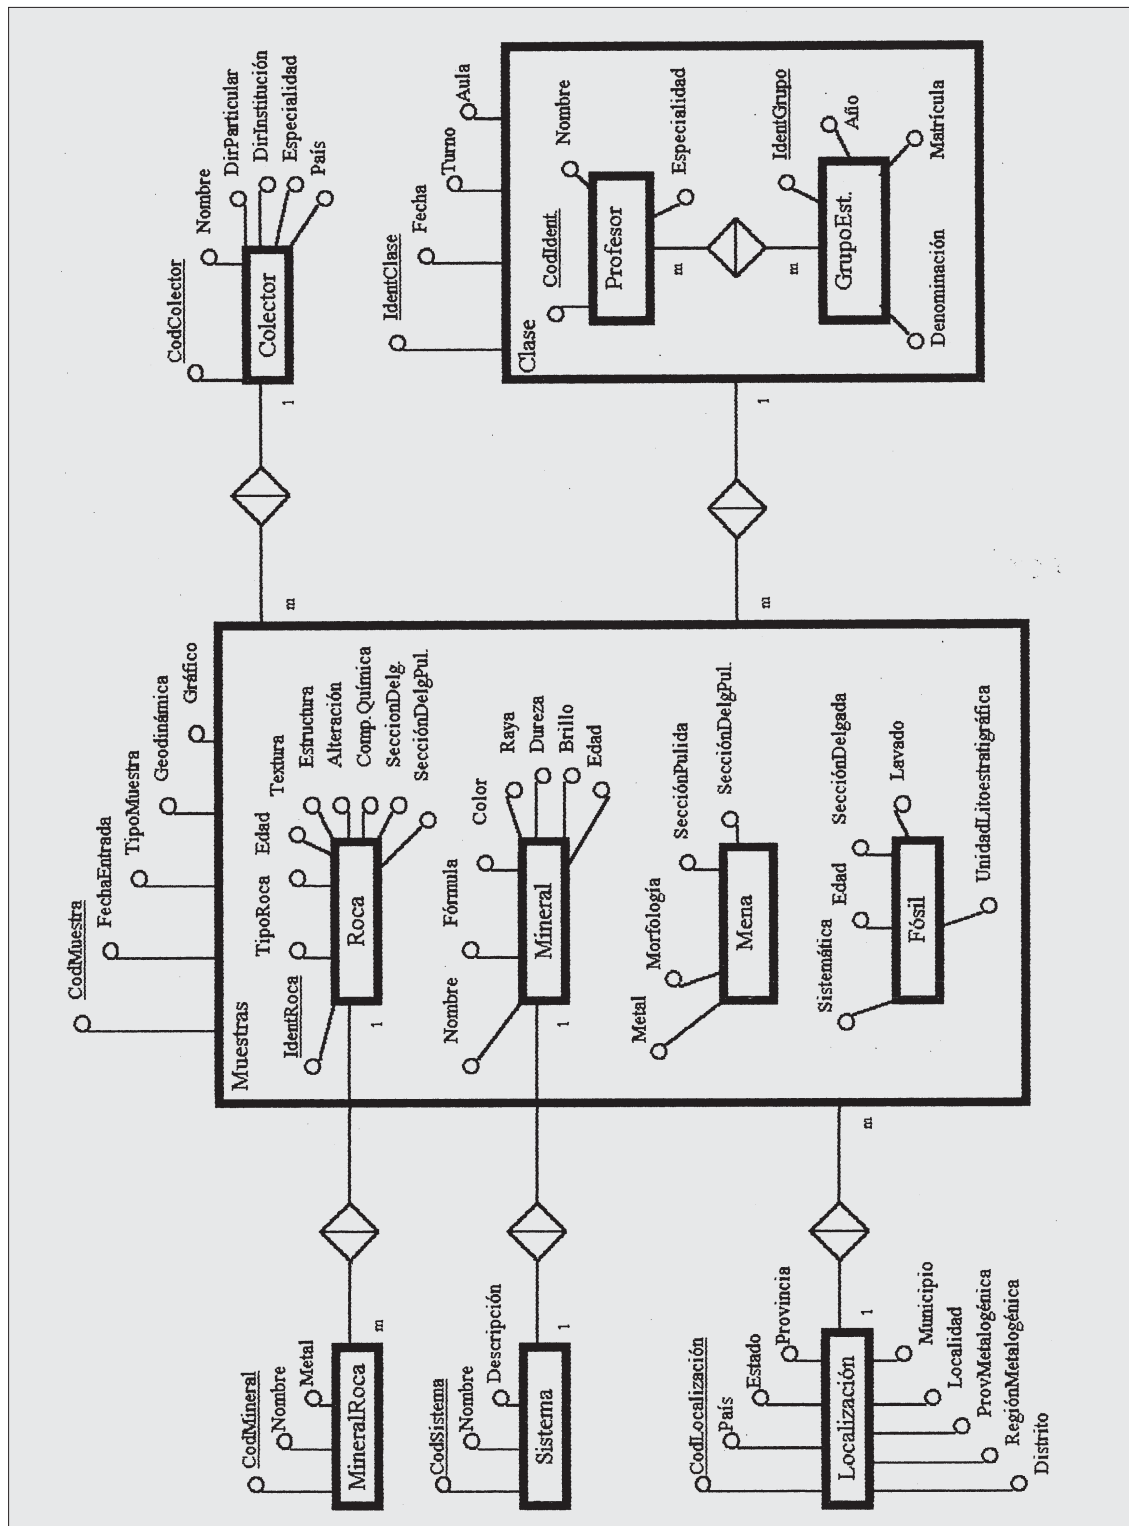 CodColector
Nombre
DirParticular
DirInstitución
Especialidad
País
Colector
1
m
IdentClase
Fecha
Turno
Aula
Clase
CodIdent.
Nombre
Profesor
Especialidad
m
m
IdentGrupo
Año
GrupoEst.
Matrícula
Denominación
1
m
CodMuestra
FechaEntrada
TipoMuestra
Geodinámica
Gráfico
Muestras
IdentRoca
TipoRoca
Edad
Textura
Estructura
Alteración
Comp.Química
SeccionDelg.
SecciónDelgPul.
Roca
1
Nombre
Fórmula
Color
Raya
Dureza
Brillo
Edad
Mineral
1
Metal
Morfología
SecciónPulida
SecciónDelgPul.
Mena
Sistemática
Edad
SecciónDelgada
Lavado
Fósil
UnidadLitoestratigráfica
m
CodMineral
Nombre
Metal
MineralRoca
m
CodSistema
Nombre
Descripción
Sistema
1
CodLocalización
País
Estado
Provincia
Localización
1
Municipio
Localidad
ProvMetalogénica
RegiónMetalogénica
Distrito